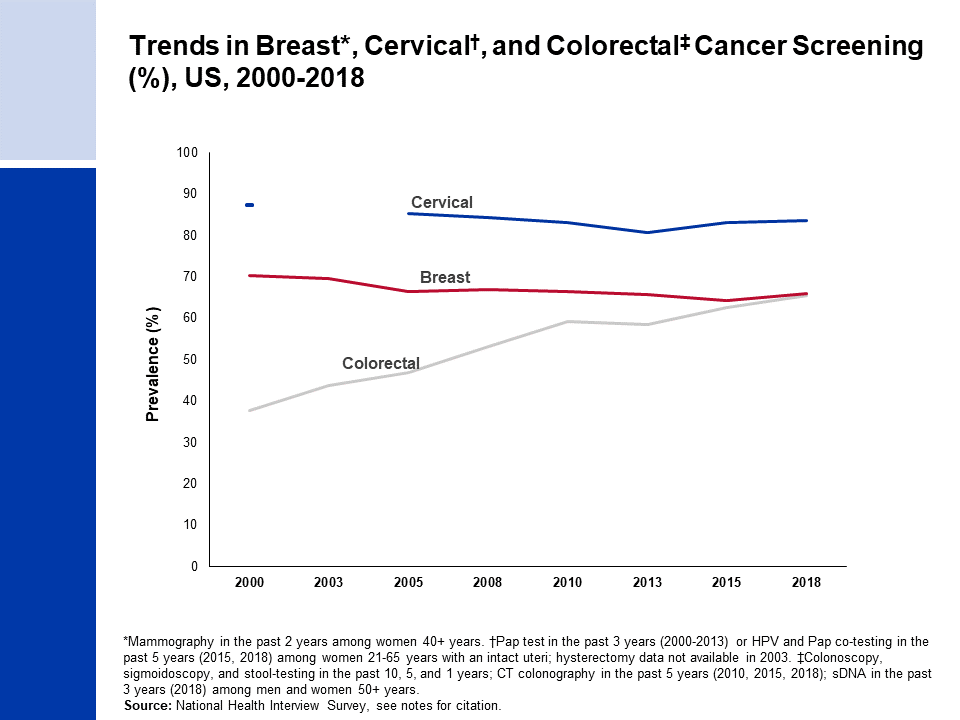 Trends in Breast*, Cervical†, and Colorectal‡ Cancer Screening
(%), US, 2000-2018
100
90
80
70
60
50
40
30
20
10
0
Prevalence (%)
Cervical
Breast
Colorectal
2000 2003 2005 2008 2010 2013 2015 2018
*Mammography in the past 2 years among women 40+ years. †Pap test in the past 3 years (2000-2013) or HPV and Pap co-testing in the
past 5 years (2015, 2018) among women 21-65 years with an intact uteri; hysterectomy data not available in 2003. ‡Colonoscopy,
sigmoidoscopy, and stool-testing in the past 10, 5, and 1 years; CT colonography in the past 5 years (2010, 2015, 2018); sDNA in the past
3 years (2018) among men and women 50+ years.
Source: National Health Interview Survey, see notes for citation.